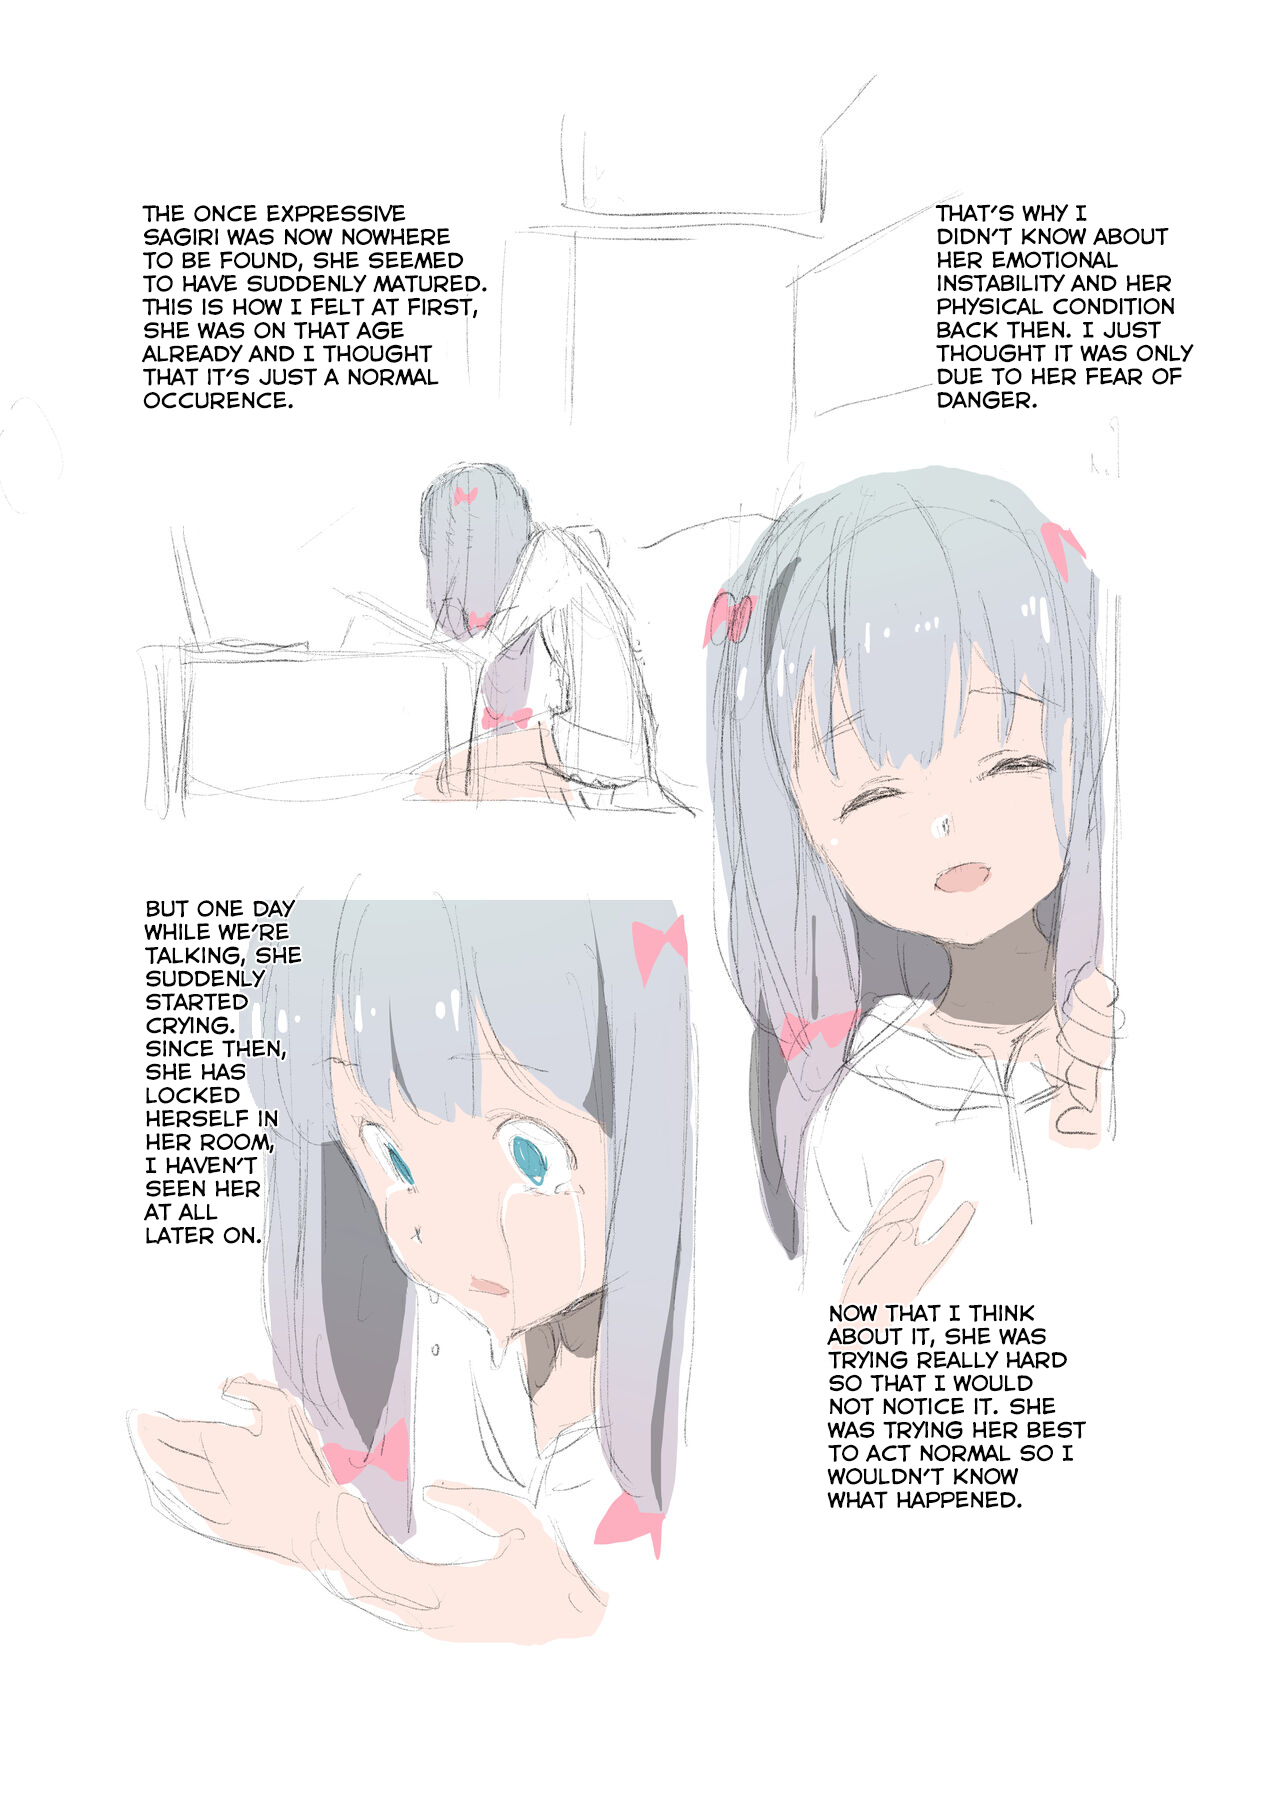 THAT'S WHY I
DIDN'T KNOW ABOUT
HER EMOTIONAL
INSTABILITY AND HER
PHYSICAL CONDITION
BACK THEN. I JUST
THOUGHT IT WAS ONLY
DUE TO HER FEAR OF
DANGER.
NOW THAT I THINK
ABOUT IT, SHE WAS
TRYING REALLY HARD
SO THAT I WOULD
NOT NOTICE IT. SHE
WAS TRYING HER BEST
TO ACT NORMAL SO I
WOULDN'T KNOW
WHAT HAPPENED.
THE ONCE EXPRESSIVE
SAGIRI WAS NOW NOWHERE
TO BE FOUND, SHE SEEMED
TO HAVE SUDDENLY MATURED.
THIS IS HOW I FELT AT FIRST,
SHE WAS ON THAT AGE
ALREADY AND I THOUGHT
THAT IT'S JUST A NORMAL
OCCURENCE.
BUT ONE DAY
WHILE WE'RE
TALKING, SHE
SUDDENLY
STARTED
CRYING.
SINCE THEN,
SHE HAS
LOCKED
HERSELF IN
HER ROOM,
I HAVEN'T
SEEN HER
AT ALL
LATER ON.